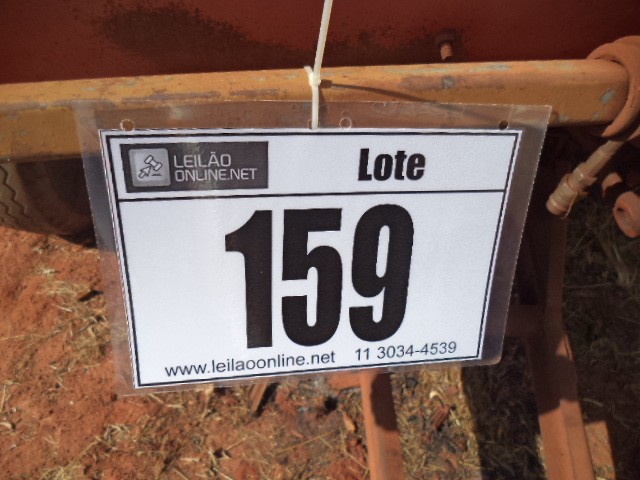 LEILÃO
ONLINE.NET
Lote
159
www.leilaoonline.net 11 3034-4539